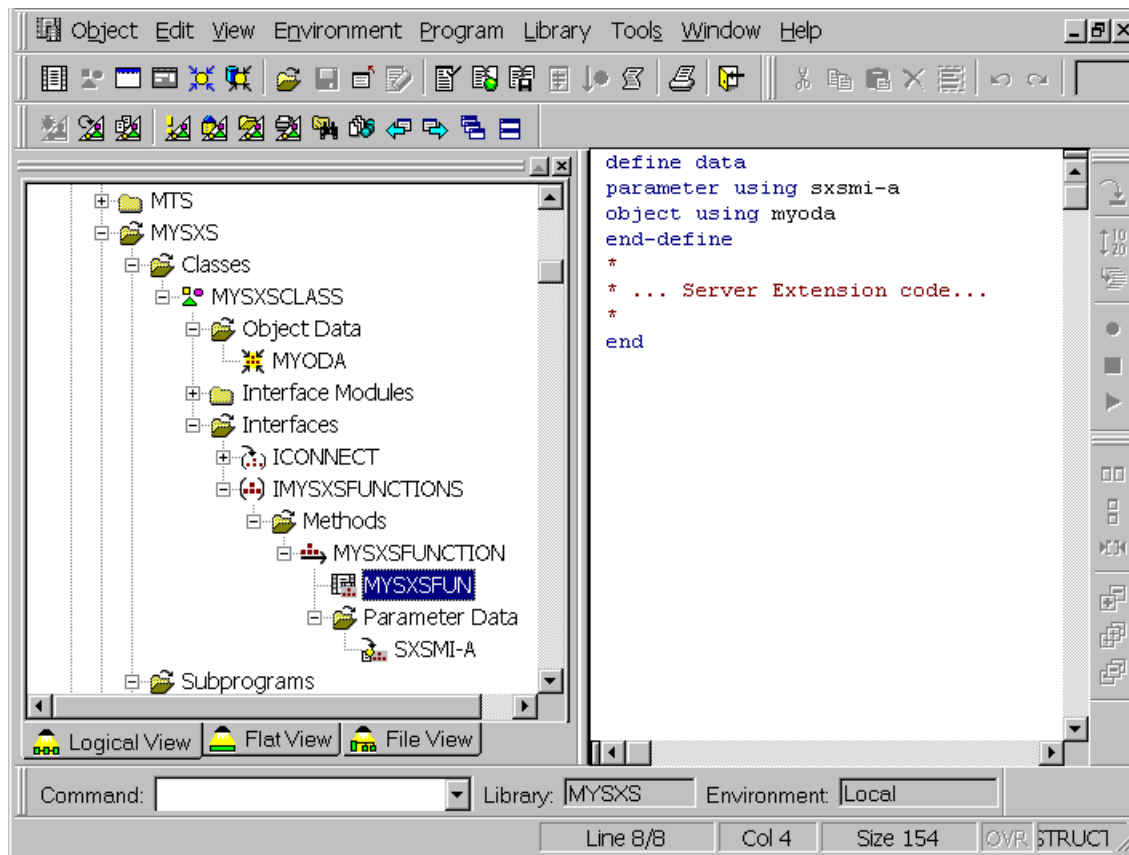 Object Edit View Environment Program Library Tools Window Help
MTS
MYSXS
Classes
MYSXSCLASS
Object Data
MYODA
Interface Modules
Interfaces
ICONNECT
IMYSXSFUNCTIONS
Methods
MYSXSFUNCTION
MYSXSFUN
Parameter Data
SXSMI-A
Subprograms
Logical View Flat View File View
define data
parameter using sxsmi-a
object using myoda
end-define
*
* ... Server Extension code...
*
end
10
20
Command: Library: MYSXS Environment: Local
Line 8/8 Col 4 Size 154 OVR STRUCT